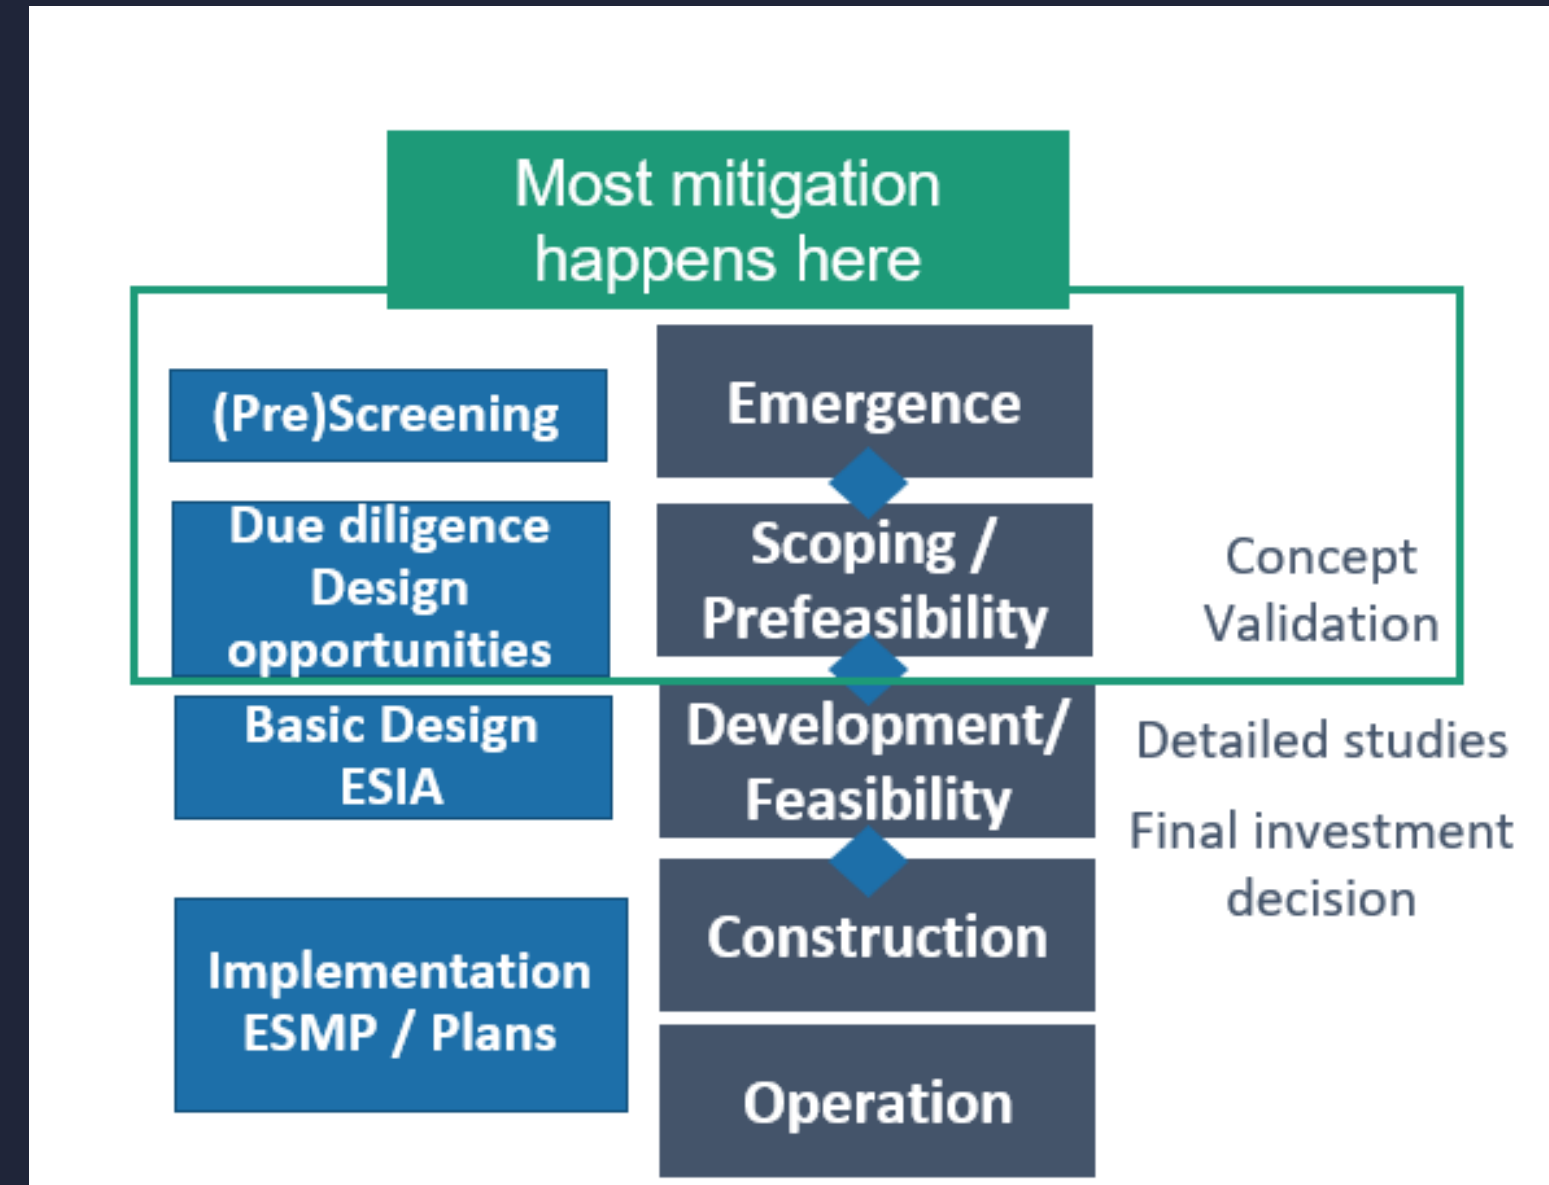 Most mitigation
happens here
(Pre)Screening
Emergence
Due diligence
Design
opportunities
Scoping /
Prefeasibility
Concept
Validation
Basic Design
ESIA
Development/
Feasibility
Detailed studies
Final investment
decision
Implementation
ESMP / Plans
Construction
Operation